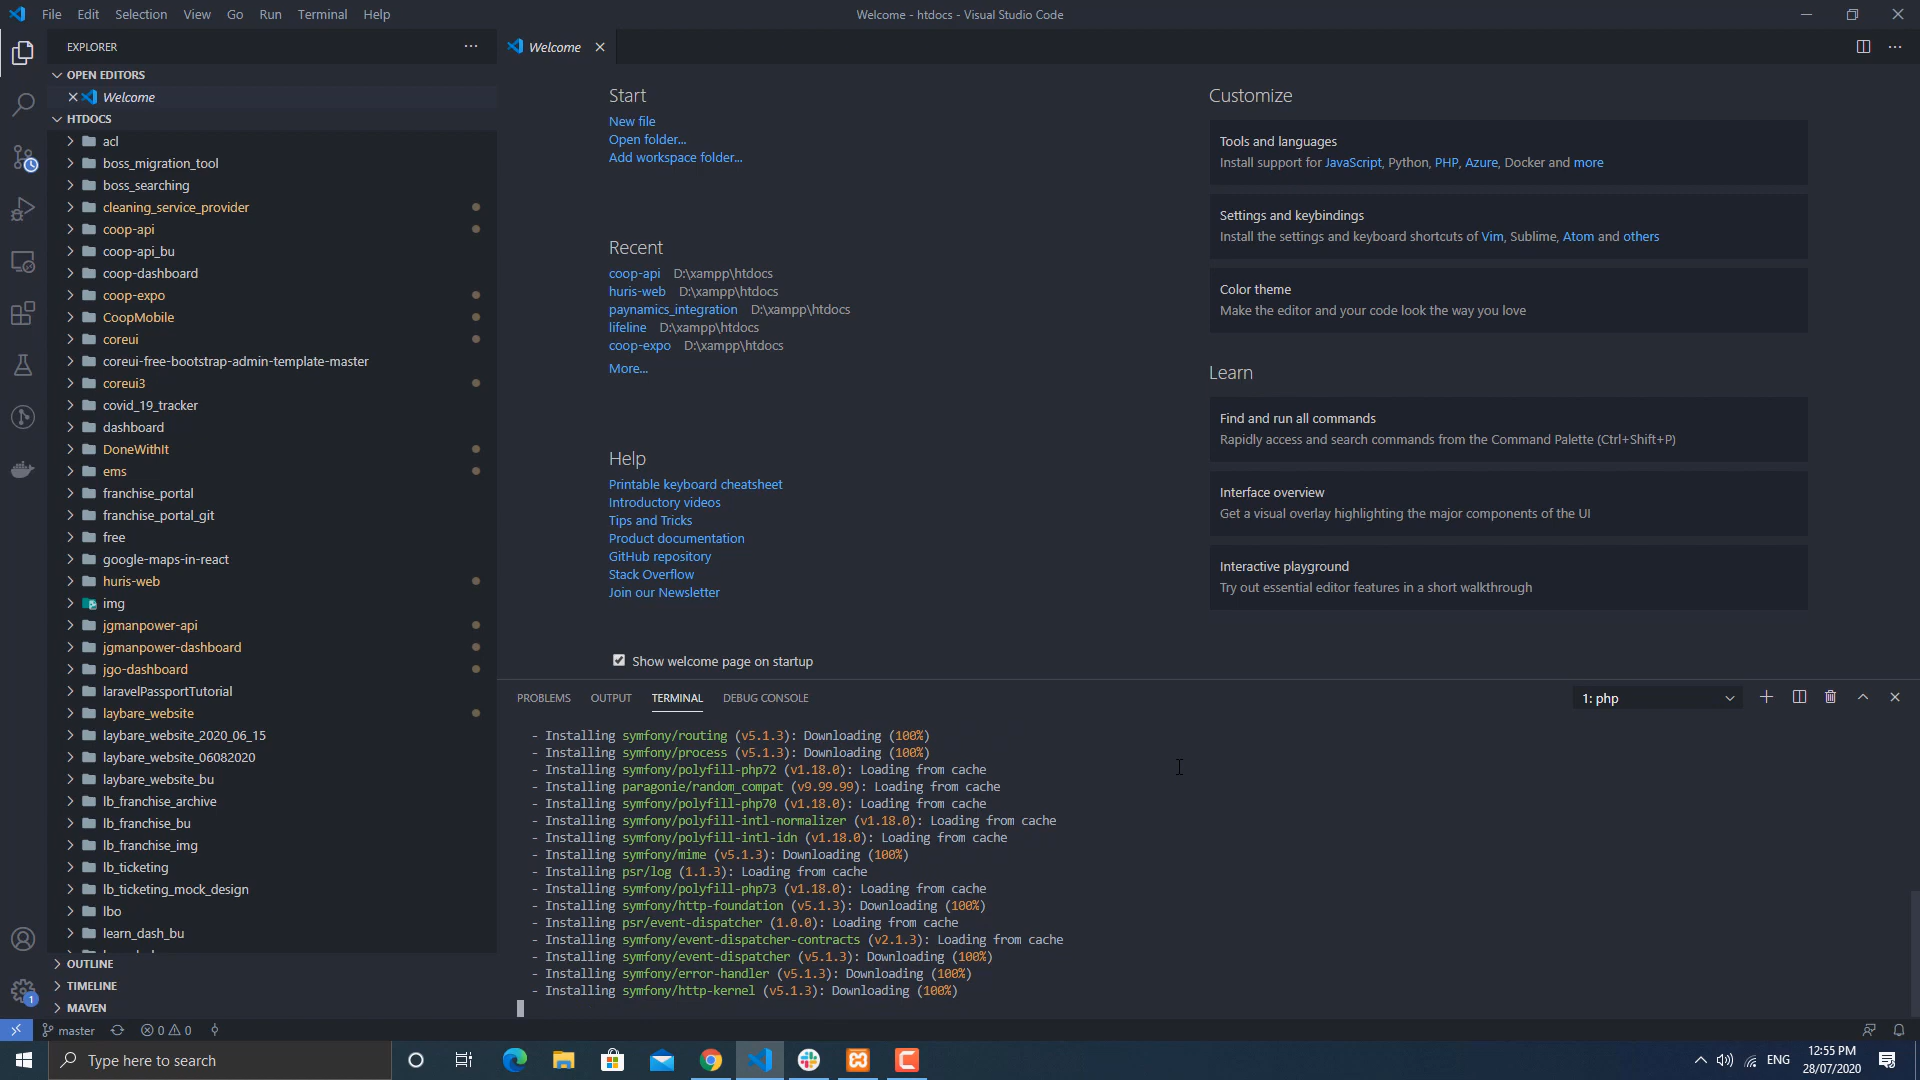 File Edit Selection View Go Run Terminal Help
Welcome - htdocs - Visual Studio Code
EXPLORER
OPEN EDITORS
Welcome
HTDOCS
acl
boss_migration_tool
boss_searching
cleaning_service_provider
coop-api
coop-api_bu
coop-dashboard
coop-expo
CoopMobile
coreui
coreui-free-bootstrap-admin-template-master
coreui3
covid_19_tracker
dashboard
DoneWithIt
ems
franchise_portal
franchise_portal_git
free
google-maps-in-react
huris-web
img
jgmanpower-api
jgmanpower-dashboard
jgo-dashboard
laravelPassportTutorial
laybare_website
laybare_website_2020_06_15
laybare_website_06082020
laybare_website_bu
lb_franchise_archive
lb_franchise_bu
lb_franchise_img
lb_ticketing
lb_ticketing_mock_design
lbo
learn_dash_bu
OUTLINE
TIMELINE
MAVEN
Welcome
Start
New file
Open folder...
Add workspace folder...
Recent
coop-api D:\xampp\htdocs
huris-web D:\xampp\htdocs
paynamics_integration D:\xampp\htdocs
lifeline D:\xampp\htdocs
coop-expo D:\xampp\htdocs
More...
Help
Printable keyboard cheatsheet
Introductory videos
Tips and Tricks
Product documentation
GitHub repository
Stack Overflow
Join our Newsletter
Show welcome page on startup
Customize
Tools and languages
Install support for JavaScript, Python, PHP, Azure, Docker and more
Settings and keybindings
Install the settings and keyboard shortcuts of Vim, Sublime, Atom and others
Color theme
Make the editor and your code look the way you love
Learn
Find and run all commands
Rapidly access and search commands from the Command Palette (Ctrl+Shift+P)
Interface overview
Get a visual overlay highlighting the major components of the UI
Interactive playground
Try out essential editor features in a short walkthrough
PROBLEMS OUTPUT TERMINAL DEBUG CONSOLE
1: php
- Installing symfony/routing (v5.1.3): Downloading (100%)
- Installing symfony/process (v5.1.3): Downloading (100%)
- Installing symfony/polyfill-php72 (v1.18.0): Loading from cache
- Installing paragonie/random_compat (v9.99.99): Loading from cache
- Installing symfony/polyfill-php70 (v1.18.0): Loading from cache
- Installing symfony/polyfill-intl-normalizer (v1.18.0): Loading from cache
- Installing symfony/polyfill-intl-idn (v1.18.0): Loading from cache
- Installing symfony/mime (v5.1.3): Downloading (100%)
- Installing psr/log (1.1.3): Loading from cache
- Installing symfony/polyfill-php73 (v1.18.0): Loading from cache
- Installing symfony/http-foundation (v5.1.3): Downloading (100%)
- Installing psr/event-dispatcher (1.0.0): Loading from cache
- Installing symfony/event-dispatcher-contracts (v2.1.3): Loading from cache
- Installing symfony/event-dispatcher (v5.1.3): Downloading (100%)
- Installing symfony/error-handler (v5.1.3): Downloading (100%)
- Installing symfony/http-kernel (v5.1.3): Downloading (100%)
1
master 0 0
Type here to search
ENG
12:55 PM
28/07/2020